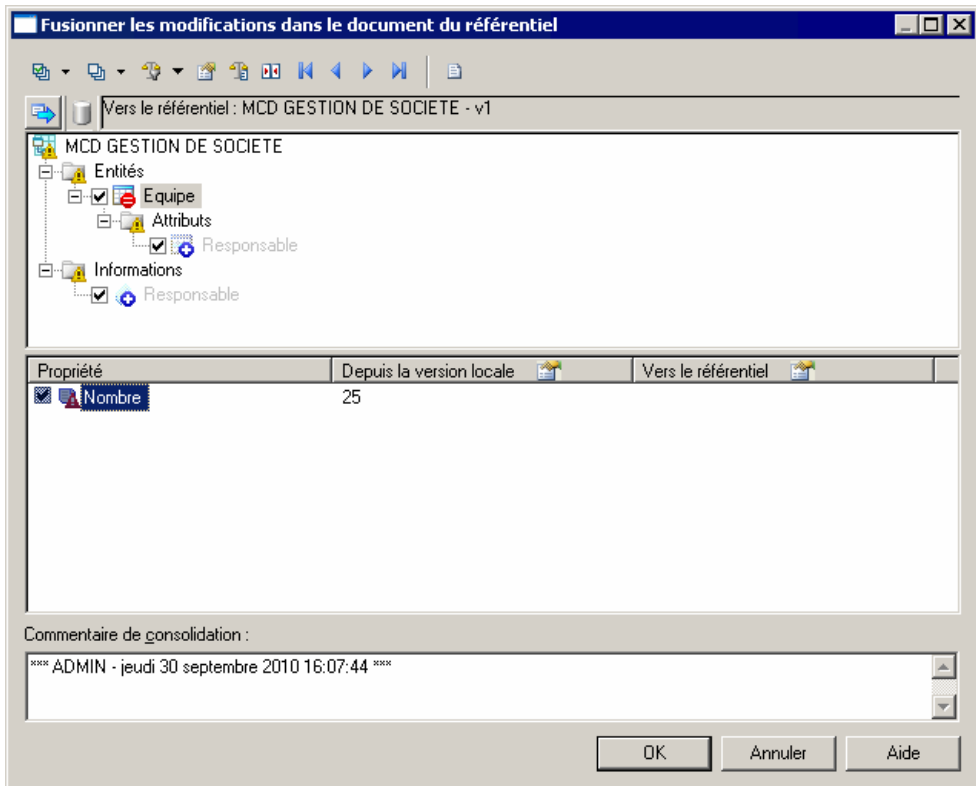 Fusionner les modifications dans le document du référentiel
Vers le référentiel : MCD GESTION DE SOCIETE - v1
MCD GESTION DE SOCIETE
Entités
Equipe
Attributs
Responsable
Informations
Responsable
Propriété Depuis la version locale Vers le référentiel
Nombre 25
Commentaire de consolidation :
*** ADMIN - jeudi 30 septembre 2010 16:07:44 ***
OK Annuler Aide